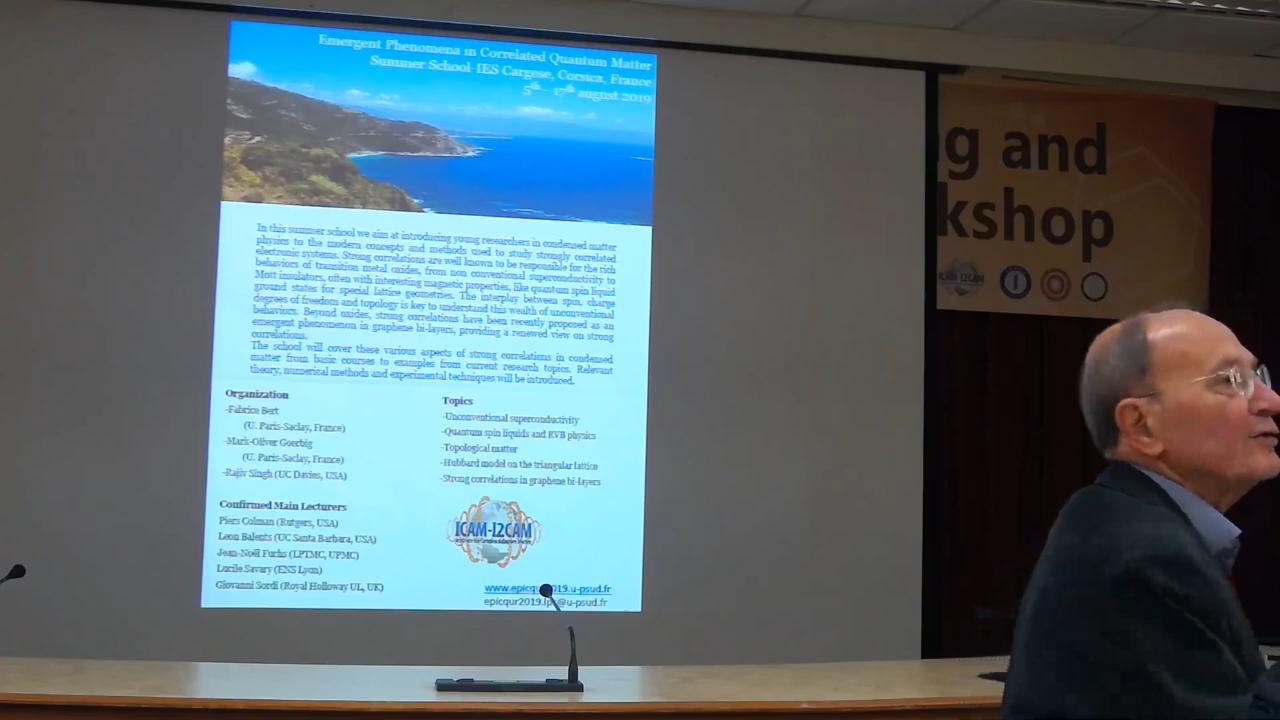 Emergent Phenomena in Correlated Quantum Matter
Summer School-IES Cargese, Corsica, France
5th – 17th august 2019
In this summer school we aim at introducing young researchers in condensed matter
physics to the modern concepts and methods used to study strongly correlated
electronic systems. Strong correlations are well known to be responsible for the rich
behaviors of transition metal oxides, from non conventional superconductivity to
Mott insulators, often with interesting magnetic properties, like quantum spin liquid
ground states for special lattice geometries. The interplay between spin, charge
degrees of freedom and topology is key to understand this wealth of unconventional
behaviors. Beyond oxides, strong correlations have been recently proposed as an
emergent phenomenon in graphene bi-layers, providing a renewed view on strong
correlations.
The school will cover these various aspects of strong correlations in condensed
matter from basic courses to examples from current research topics. Relevant
theory, numerical methods and experimental techniques will be introduced.
Organization
-Fabrice Bert
(U. Paris-Saclay, France)
-Mark-Oliver Goerbig
(U. Paris-Saclay, France)
-Rajiv Singh (UC Davies, USA)
Confirmed Main Lecturers
Piers Colman (Rutgers, USA)
Leon Balents (UC Santa Barbara, USA)
Jean-Noël Fuchs (LPTMC, UPMC)
Lucile Savary (ENS Lyon)
Giovanni Sordi (Royal Holloway UL, UK)
Topics
-Unconventional superconductivity
-Quantum spin liquids and RVB physics
-Topological matter
-Hubbard model on the triangular lattice
-Strong correlations in graphene bi-layers
ICAM-I2CAM
www.epicqu 019.u-psud.fr
epicqur2019.lp @u-psud.fr
g and
kshop
ICAM-I2CAM